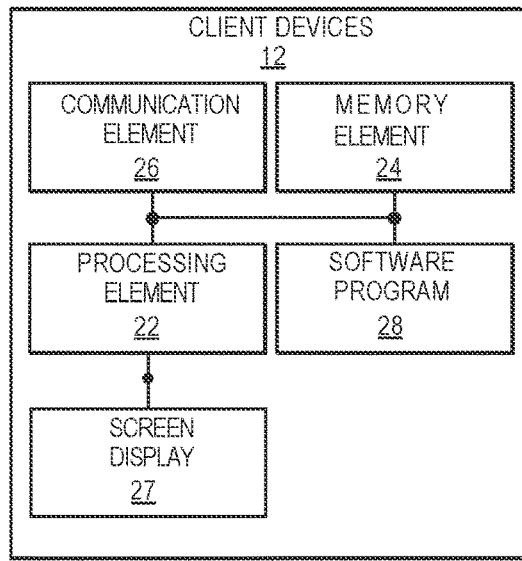 CLIENT DEVICES
12
COMMUNICATION
ELEMENT
26
MEMORY
ELEMENT
24
PROCESSING
ELEMENT
22
SOFTWARE
PROGRAM
28
SCREEN
DISPLAY
27